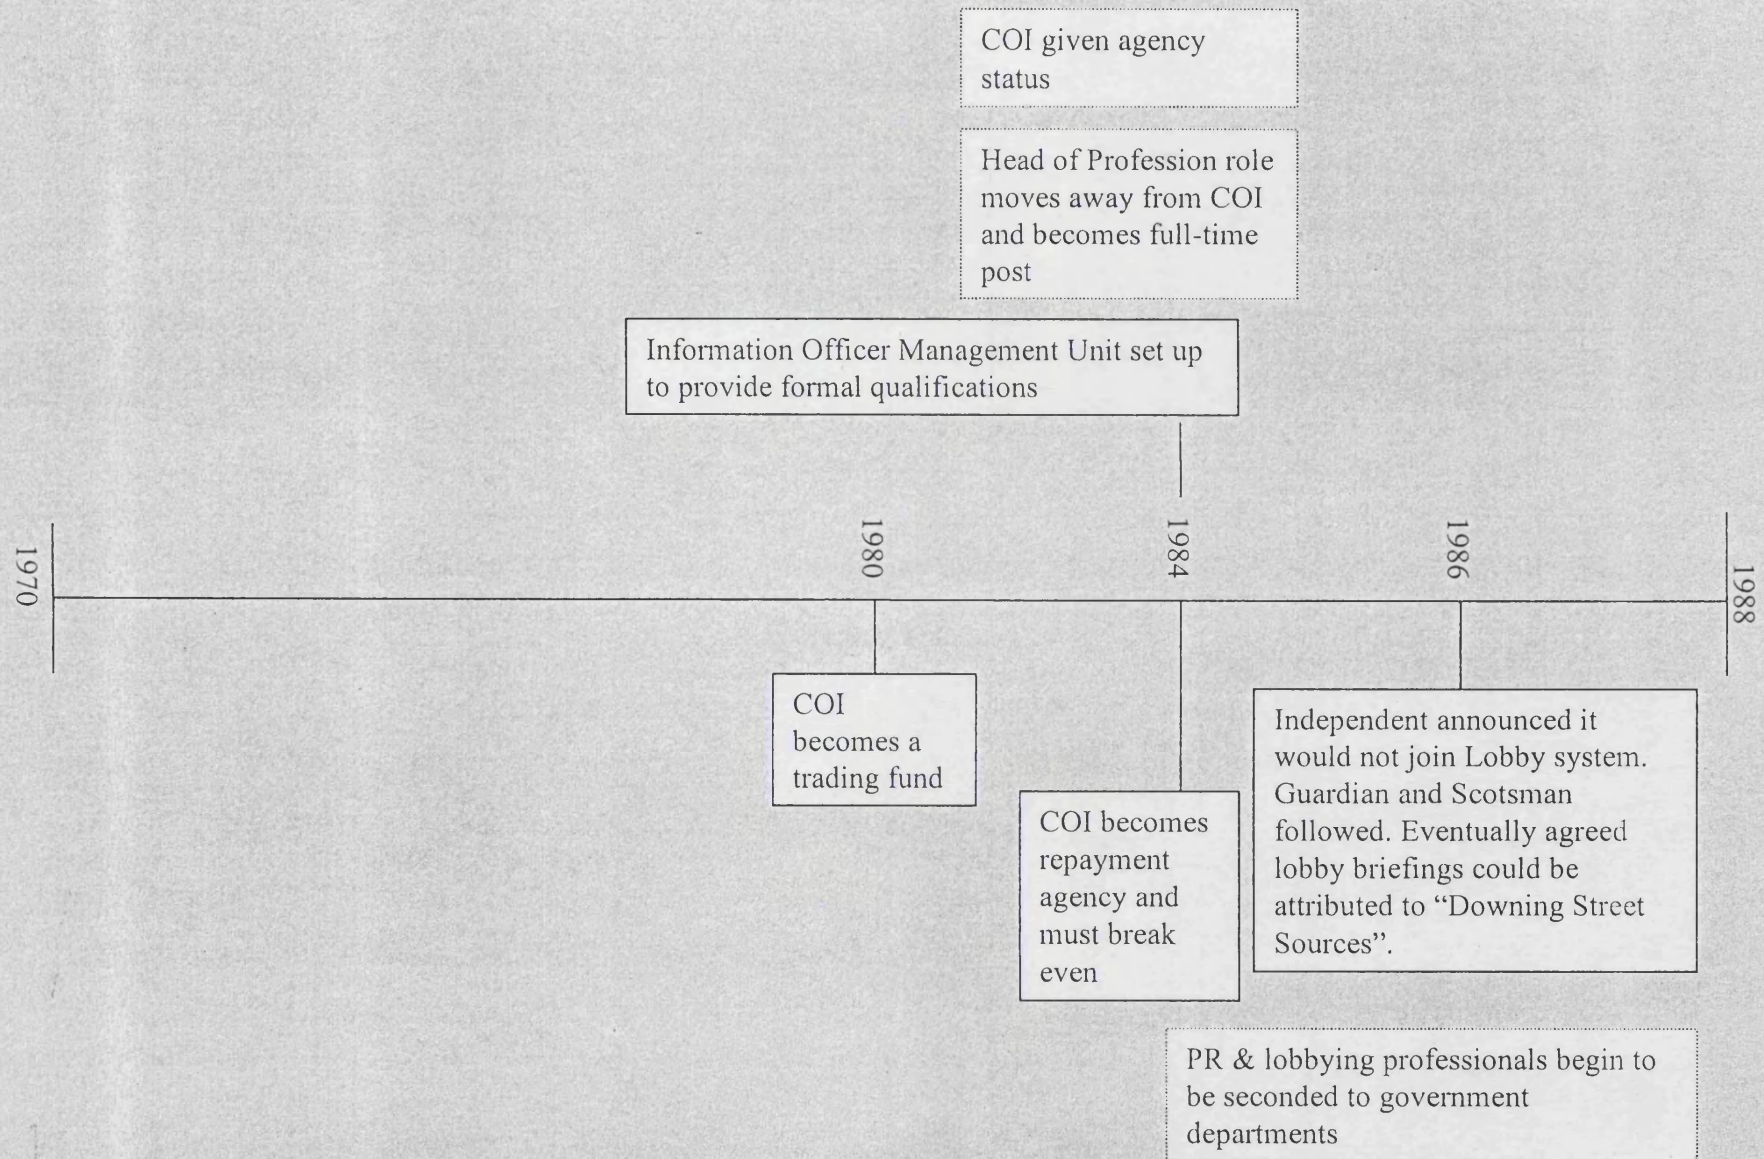 COI given agency
status
Head of Profession role
moves away from COI
and becomes full-time
post
Information Officer Management Unit set up
to provide formal qualifications
1970
1980
1984
1986
1988
COI
becomes a
trading fund
COI becomes
repayment
agency and
must break
even
Independent announced it
would not join Lobby system.
Guardian and Scotsman
followed. Eventually agreed
lobby briefings could be
attributed to “Downing Street
Sources”.
PR & lobbying professionals begin to
be seconded to government
departments